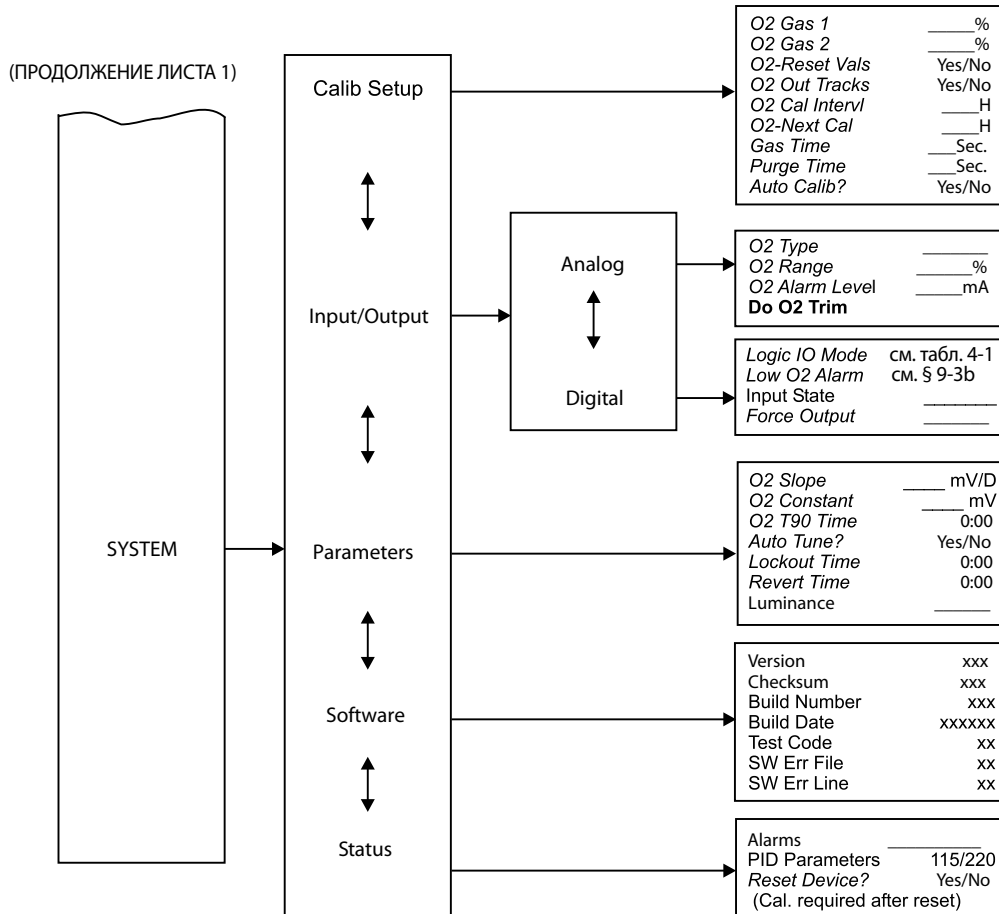 (ПРОДОЛЖЕНИЕ ЛИСТА 1)
SYSTEM
Calib Setup
Input/Output
Parameters
Software
Status
Analog
Digital
O2 Gas 1 _____%
O2 Gas 2 _____%
O2-Reset Vals Yes/No
O2 Out Tracks Yes/No
O2 Cal Intervl ____H
O2-Next Cal ____H
Gas Time ___Sec.
Purge Time ___Sec.
Auto Calib? Yes/No
O2 Type _______
O2 Range ______%
O2 Alarm Level _____mA
Do O2 Trim
Logic IO Mode см. табл. 4-1
Low O2 Alarm см. § 9-3b
Input State _______
Force Output _______
O2 Slope ____ mV/D
O2 Constant ____ mV
O2 T90 Time 0:00
Auto Tune? Yes/No
Lockout Time 0:00
Revert Time 0:00
Luminance ______
Version xxx
Checksum xxx
Build Number xxx
Build Date xxxxxx
Test Code xx
SW Err File xx
SW Err Line xx
Alarms __________
PID Parameters 115/220
Reset Device? Yes/No
(Cal. required after reset)